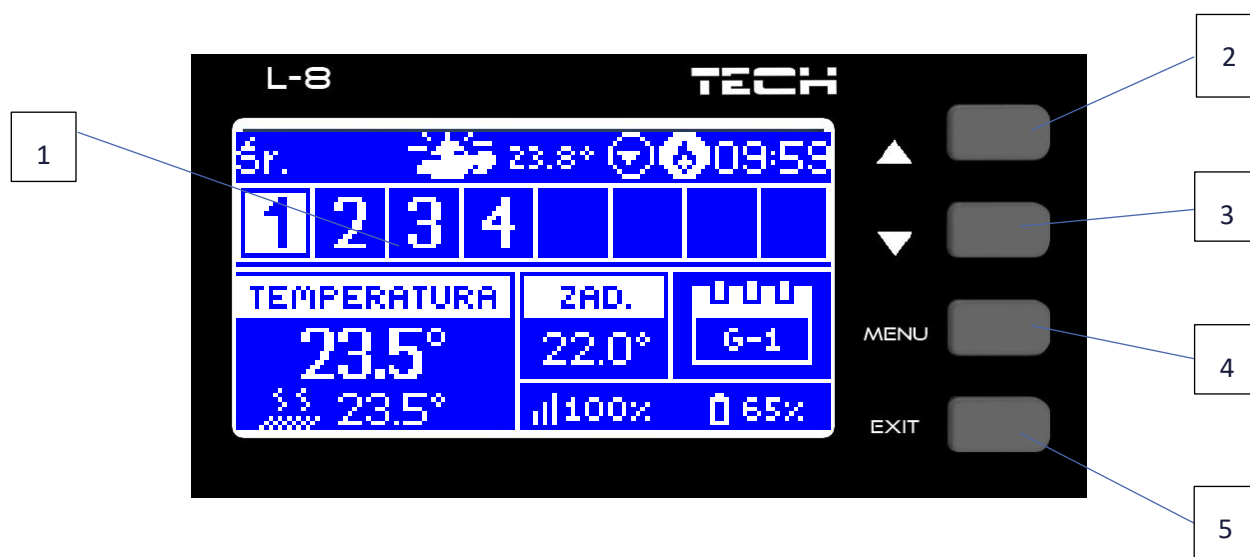 L-8 TECH
2
1
Śr. 23.8° 09:59
1 2 3 4
3
TEMPERATURA ZAD.
23.5° 22.0° G-1
MENU
4
23.5° 100% 65%
EXIT
5